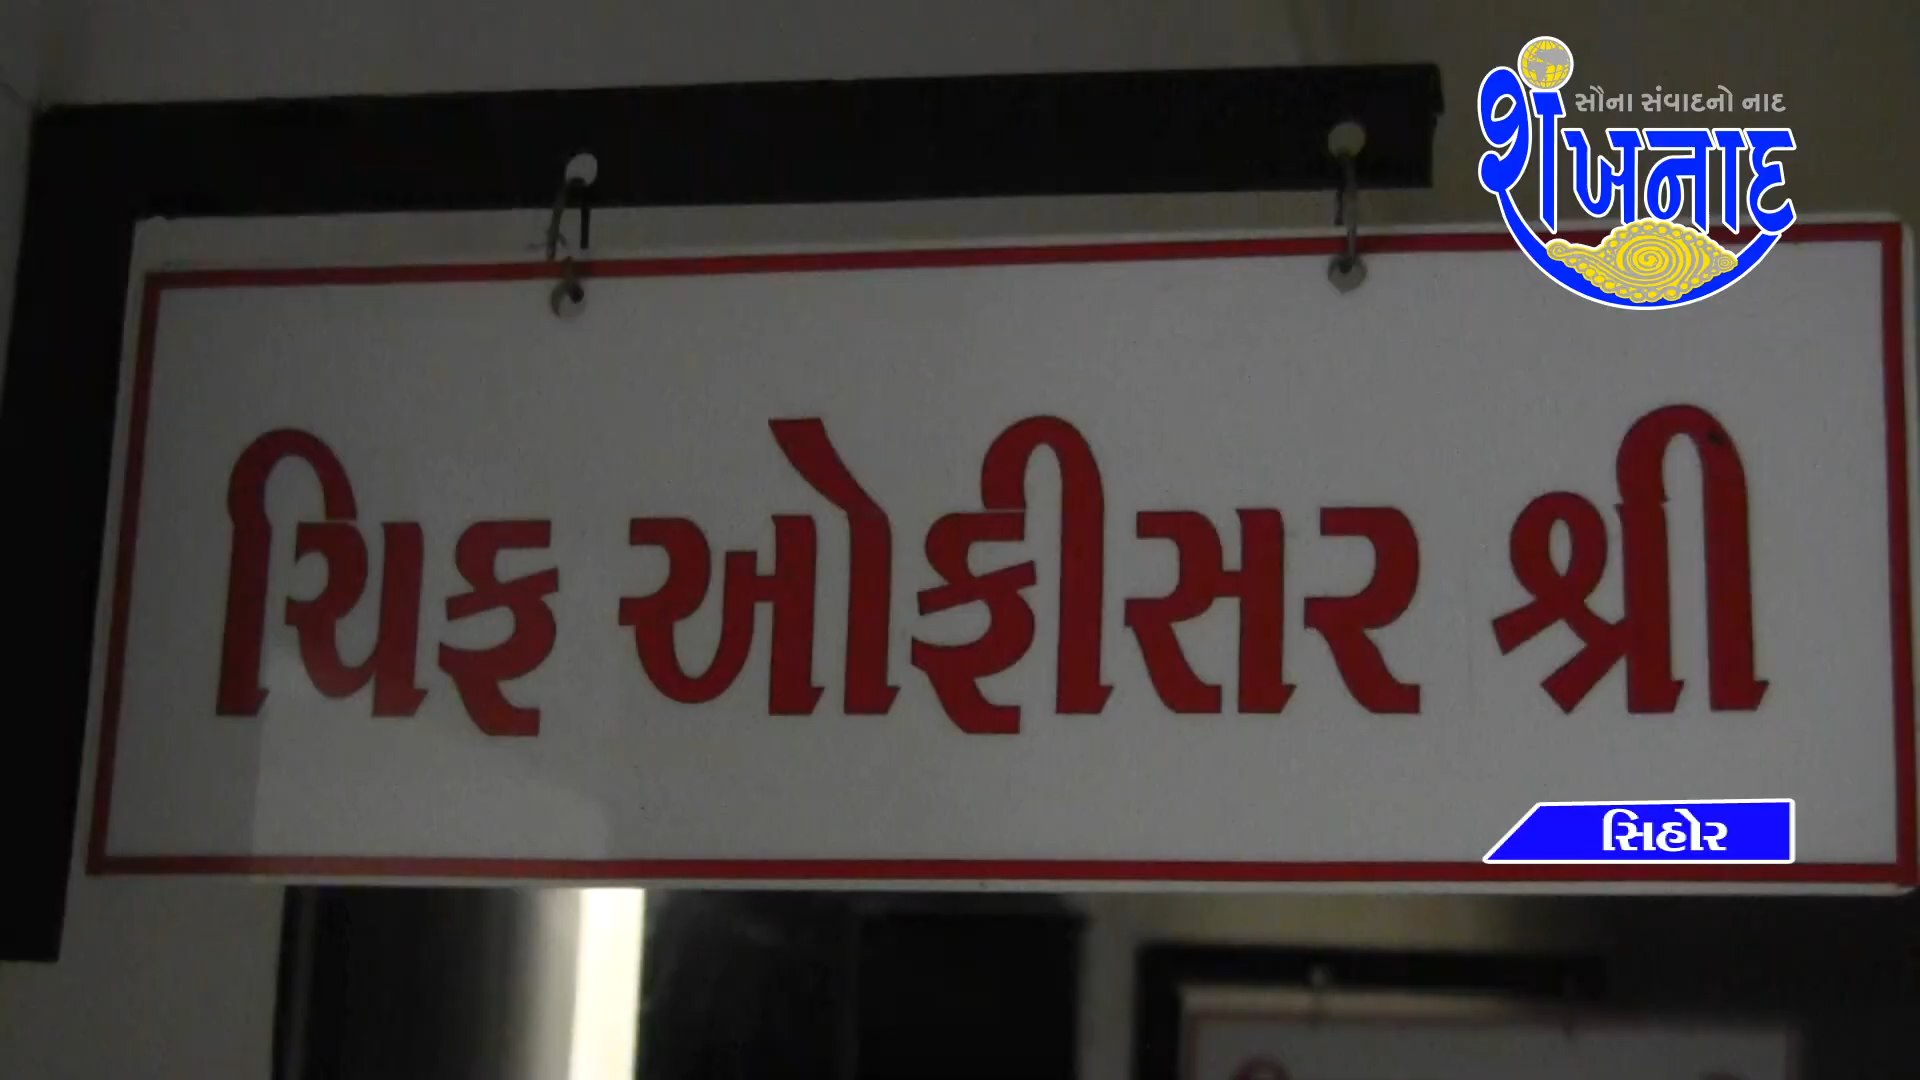 સૌના સંવાદનો નાદ
શંખનાદ
ચિફ ઓફીસર શ્રી
સિહોર